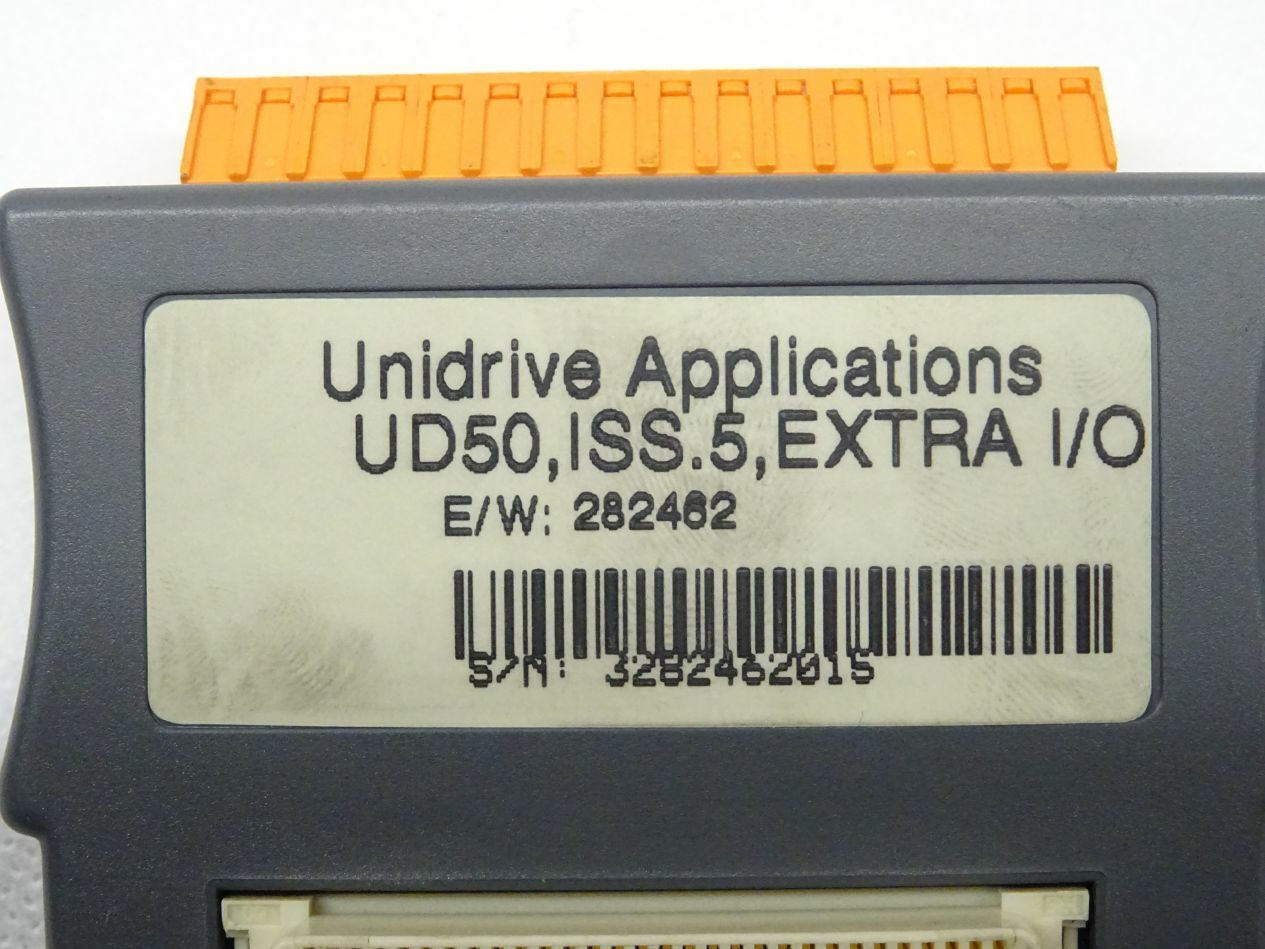 Unidrive Applications
UD50,ISS.5,EXTRA I/O
E/W: 282462
S/N: 3282462015